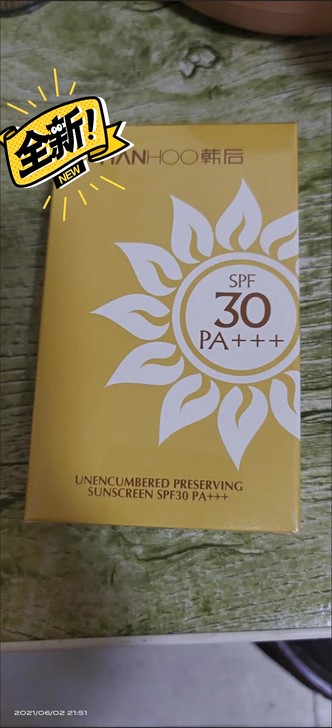 全新!
NEW
HANHOO韩后
SPF
30
PA+++
UNENCUMBERED PRESERVING
SUNSCREEN SPF30 PA+++
2021/06/02 21:51